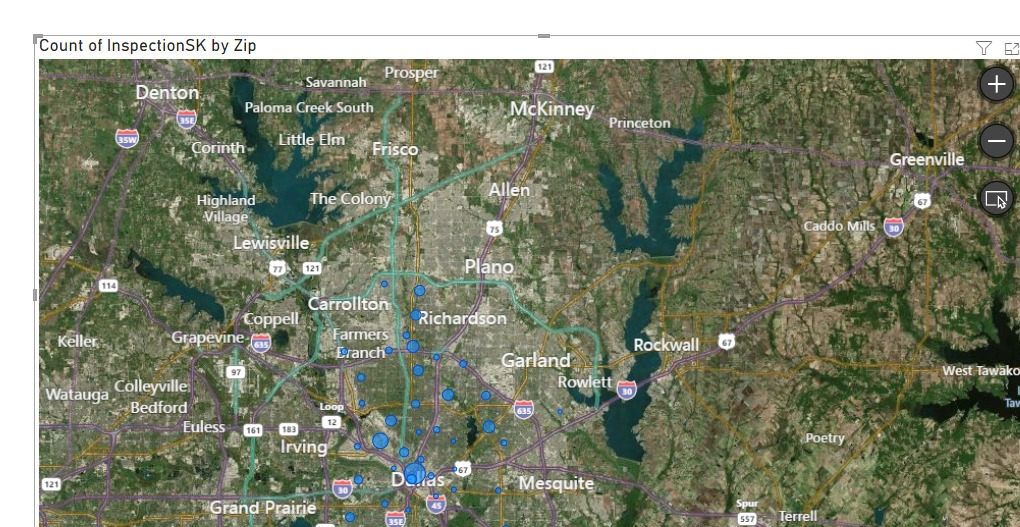 Count of InspectionSK by Zip
121
Prosper
Savannah
Denton
Paloma Creek South
McKinney
35E
Princeton
35W
Little Elm
Corinth
Frisco
Greenville
Allen
Highland
Village
The Colony
67
Caddo Mills
30
75
Lewisville
77
121
Plano
114
Carrollton
Coppell
Richardson
Keller
Grapevine
635
Farmers
Branch
Rockwall
67
Garland
97
West Tawako
Colleyville
Rowlett
30
Watauga
Bedford
Loop
12
635
Euless
161
183
Irving
Poetry
67
121
30
Dallas
Mesquite
45
Grand Prairie
35E
Spur
557
Terrell